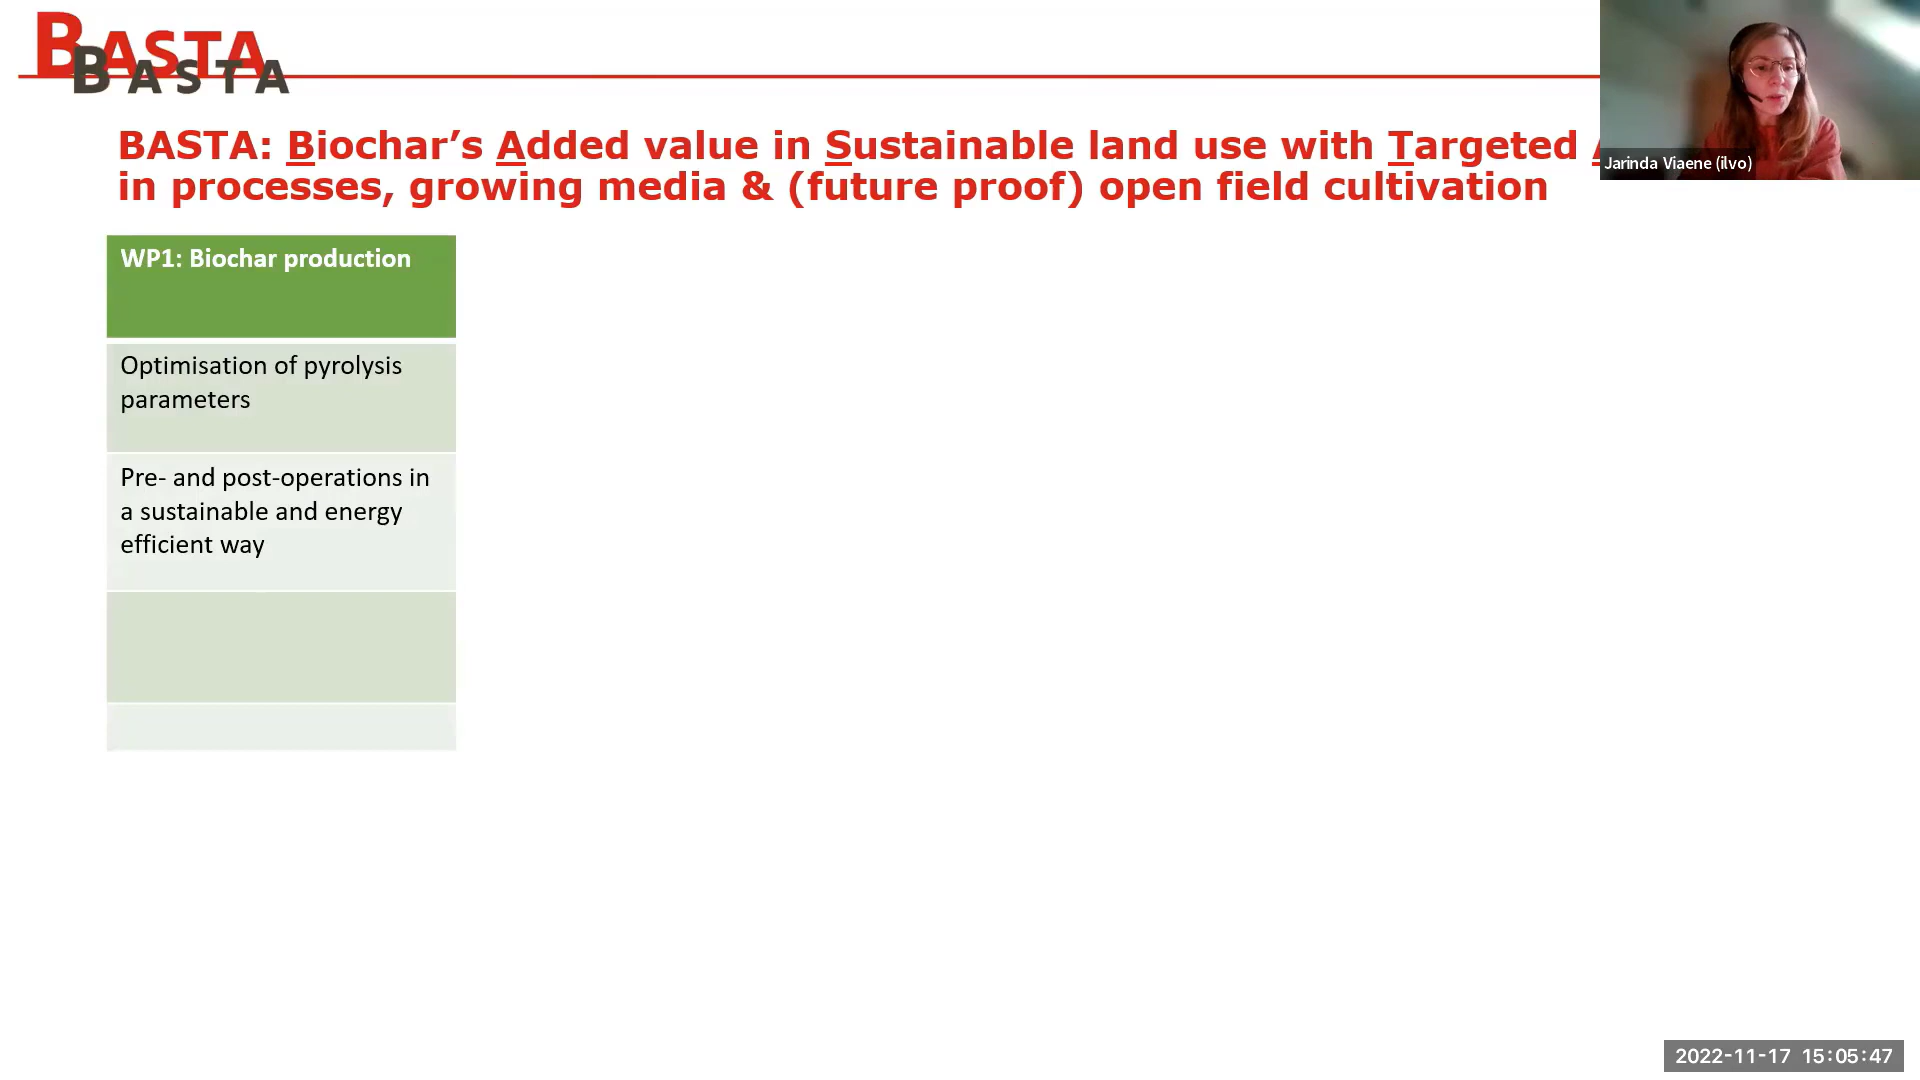 BASTA
BASTA
BASTA: Biochar's Added value in Sustainable land use with Targeted
in processes, growing media & (future proof) open field cultivation
Jarinda Viaene (ilvo)
WP1: Biochar production
Optimisation of pyrolysis
parameters
Pre- and post-operations in
a sustainable and energy
efficient way
2022-11-17 15:05:47